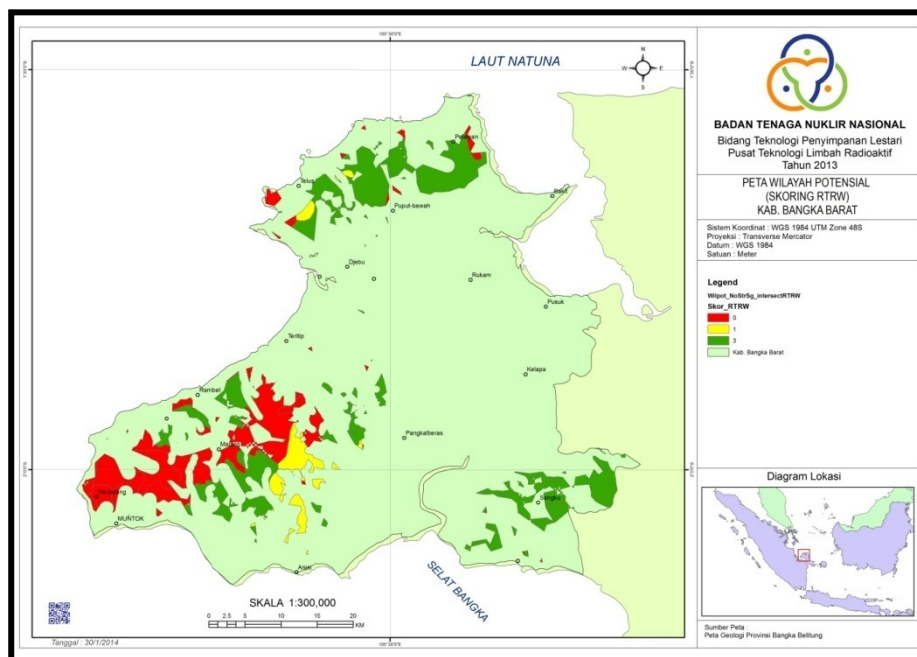 LAUT NATUNA
N
W E
S
Pelawan
Telus
Bakit
Puput-bawah
Djebu
Rukam
Pusuk
Teritip
Kelapa
Rambat
Pangkalberas
Sangku
MUNTOK
SELAT BANGKA
SKALA 1:300,000
0 2.5 5 10 15 20
KM
Tanggal : 30/1/2014
BADAN TENAGA NUKLIR NASIONAL
Bidang Teknologi Penyimpanan Lestari
Pusat Teknologi Limbah Radioaktif
Tahun 2013
PETA WILAYAH POTENSIAL
(SKORING RTRW)
KAB. BANGKA BARAT
Sistem Koordinat : WGS 1984 UTM Zone 48S
Proyeksi : Transverse Mercator
Datum : WGS 1984
Satuan : Meter
Legend
Wilpot_NoStrSg_intersectRTRW
Skor_RTRW
0
1
3
Kab. Bangka Barat
Diagram Lokasi
Sumber Peta :
Peta Geologi Provinsi Bangka Belitung